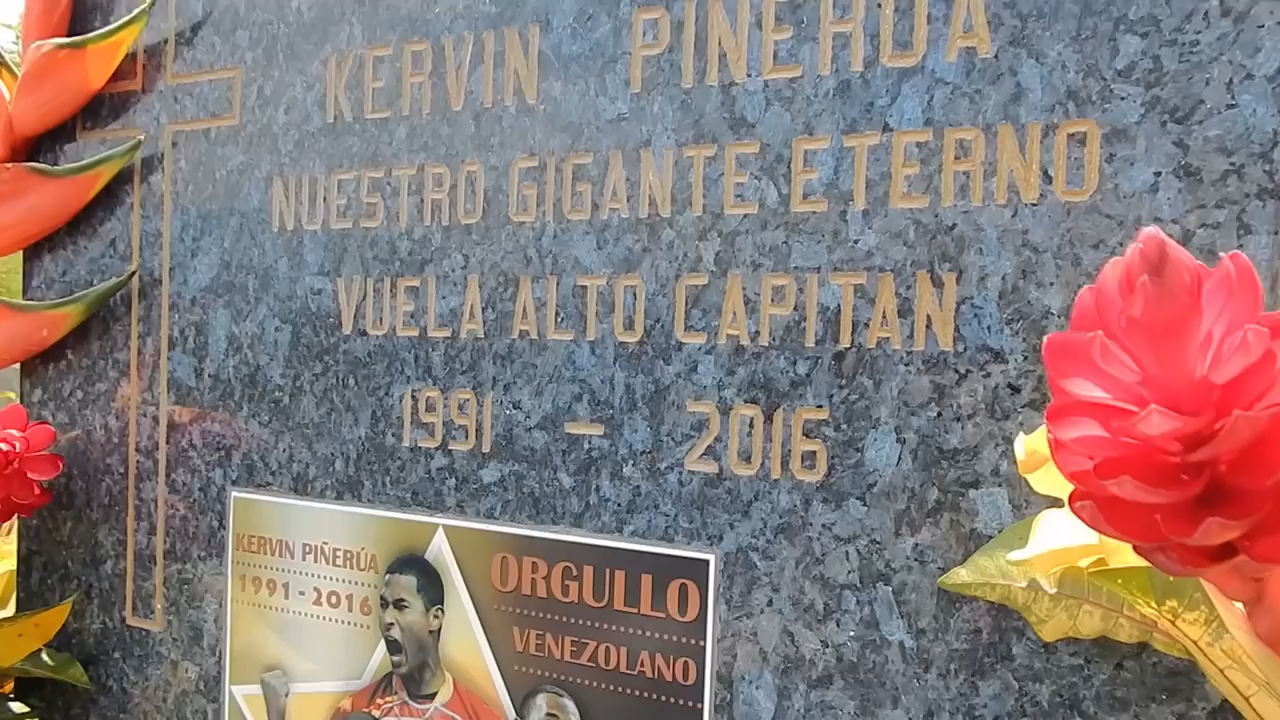 KERVIN PIÑERUA
NUESTRO GIGANTE ETERNO
VUELA ALTO CAPITAN
1991 - 2016
KERVIN PIÑERÚA
1991-2016
ORGULLO
VENEZOLANO